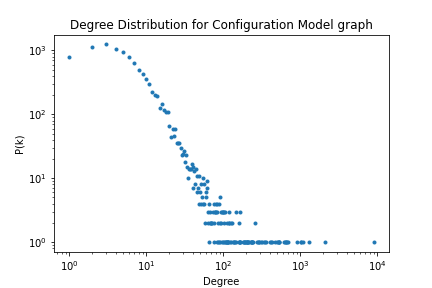 Degree Distribution for Configuration Model graph
P(k)
10³
10²
10¹
10⁰
10⁰ 10¹ 10² 10³ 10⁴
Degree